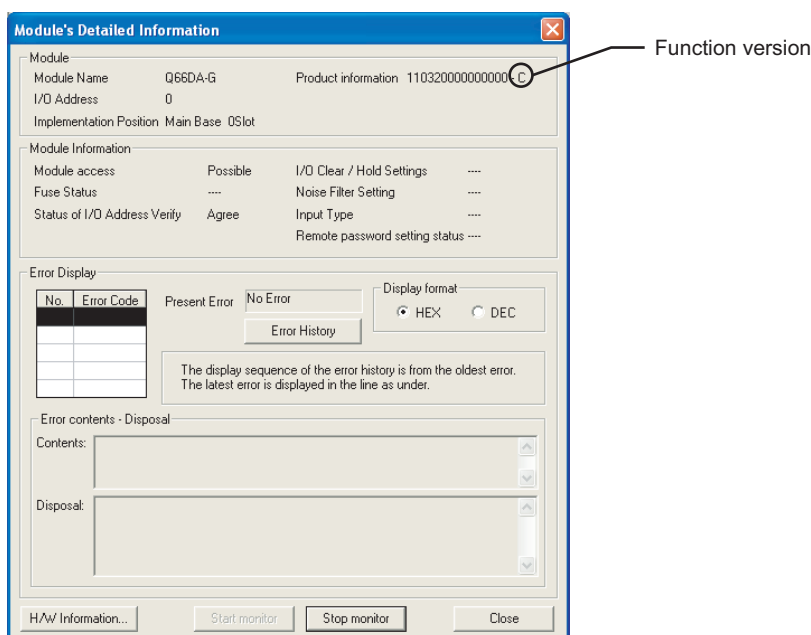 Module's Detailed Information
Function version
Module
Module Name Q66DA-G Product information 110320000000000 - C
I/O Address 0
Implementation Position Main Base 0Slot
Module Information
Module access Possible I/O Clear / Hold Settings ----
Fuse Status ---- Noise Filter Setting ----
Status of I/O Address Verify Agree Input Type ----
Remote password setting status ----
Error Display
No. Error Code Present Error No Error Display format
HEX DEC
Error History
The display sequence of the error history is from the oldest error.
The latest error is displayed in the line as under.
Error contents - Disposal
Contents:
Disposal:
H/W Information... Start monitor Stop monitor Close